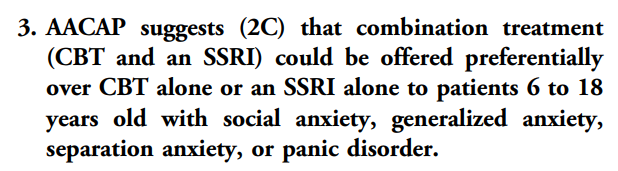 3. AACAP suggests (2C) that combination treatment
(CBT and an SSRI) could be offered preferentially
over CBT alone or an SSRI alone to patients 6 to 18
years old with social anxiety, generalized anxiety,
separation anxiety, or panic disorder.